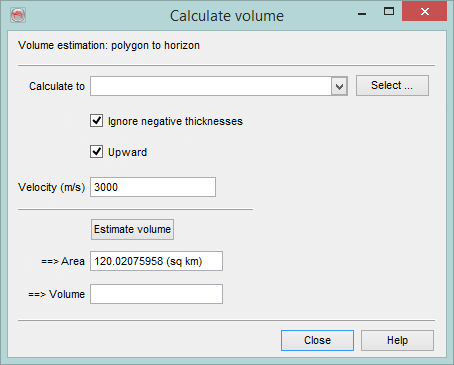 Calculate volume
Volume estimation: polygon to horizon
Calculate to
Select ...
Ignore negative thicknesses
Upward
Velocity (m/s) 3000
Estimate volume
==> Area 120.02075958 (sq km)
==> Volume
Close Help